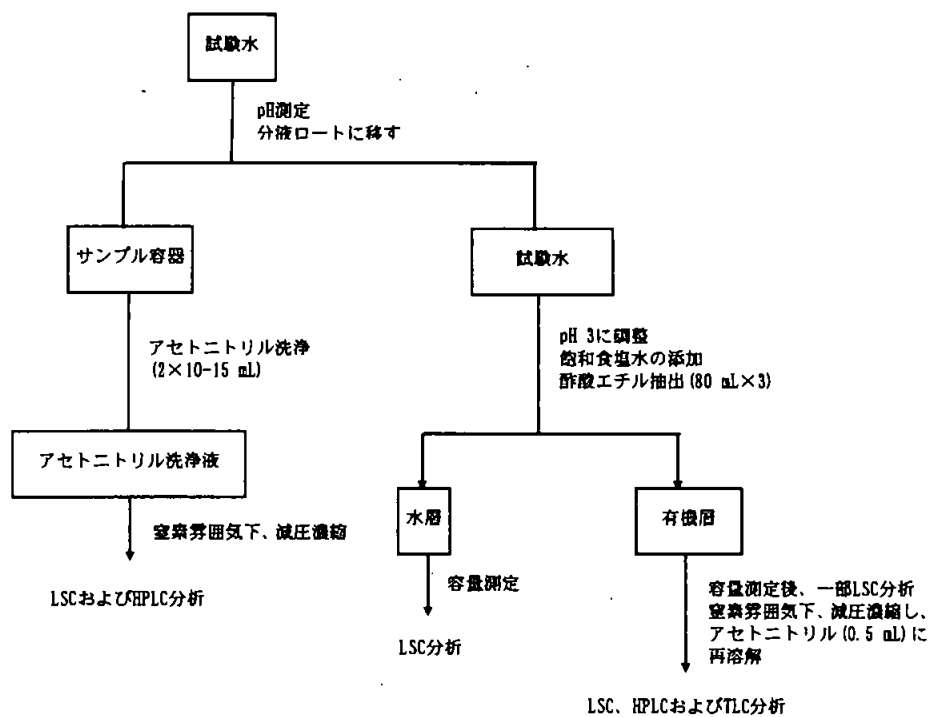 試験水
pH測定
分液ロートに移す
サンプル容器
試験水
アセトニトリル洗浄
(2×10-15 mL)
pH 3に調整
飽和食塩水の添加
酢酸エチル抽出(80 mL×3)
アセトニトリル洗浄液
水層
有機層
窒素雰囲気下、減圧濃縮
容量測定
容量測定後、一部LSC分析
窒素雰囲気下、減圧濃縮し、
アセトニトリル(0.5 mL)に
再溶解
LSCおよびHPLC分析
LSC分析
LSC、HPLCおよびTLC分析